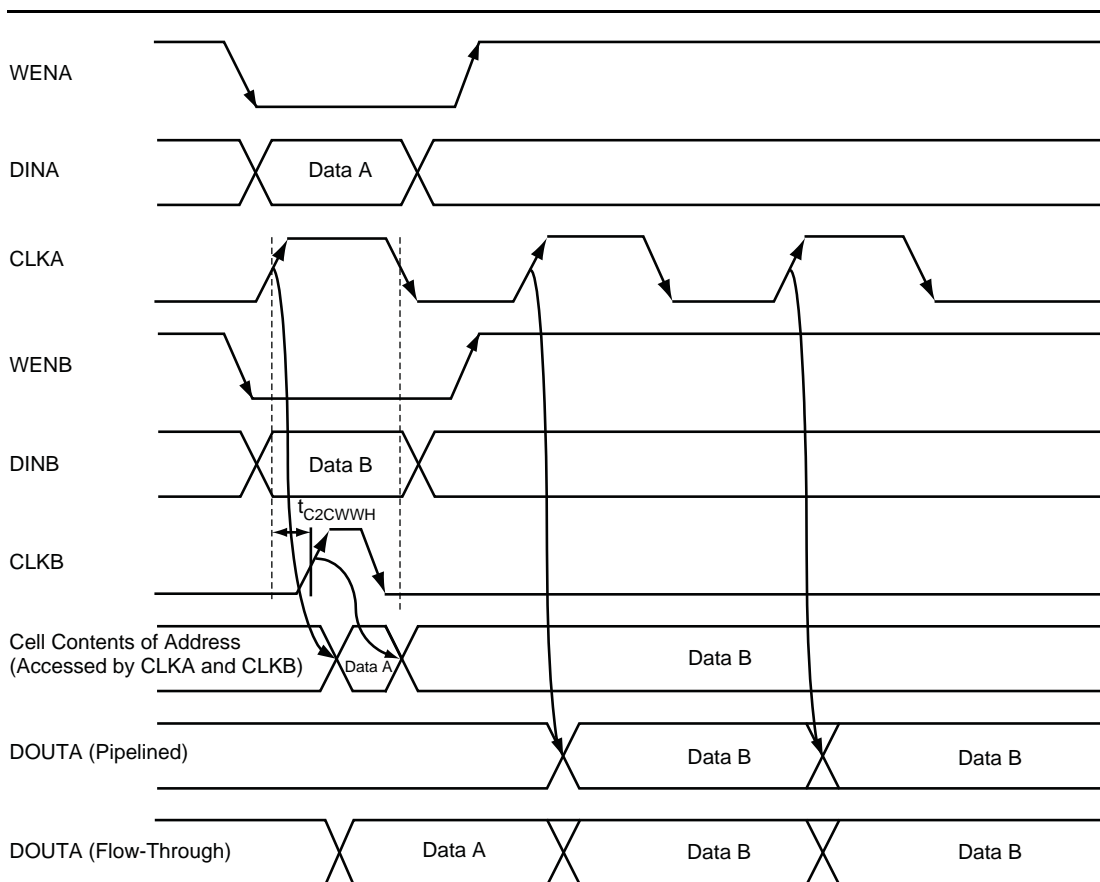 WENA
DINA
Data A
CLKA
WENB
DINB
Data B
tC2CWWH
CLKB
Cell Contents of Address
(Accessed by CLKA and CLKB)
Data A
Data B
DOUTA (Pipelined)
Data B
Data B
DOUTA (Flow-Through)
Data A
Data B
Data B